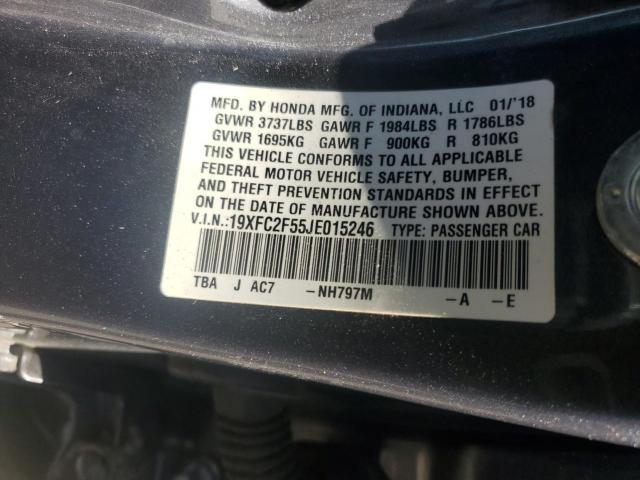 MFD. BY HONDA MFG. OF INDIANA, LLC 01/'18
GVWR 3737LBS GAWR F 1984LBS R 1786LBS
GVWR 1695KG GAWR F 900KG R 810KG
THIS VEHICLE CONFORMS TO ALL APPLICABLE
FEDERAL MOTOR VEHICLE SAFETY, BUMPER,
AND THEFT PREVENTION STANDARDS IN EFFECT
ON THE DATE OF MANUFACTURE SHOWN ABOVE.
V.I.N.:19XFC2F55JE015246 TYPE: PASSENGER CAR
TBA J AC7 -NH797M -A -E